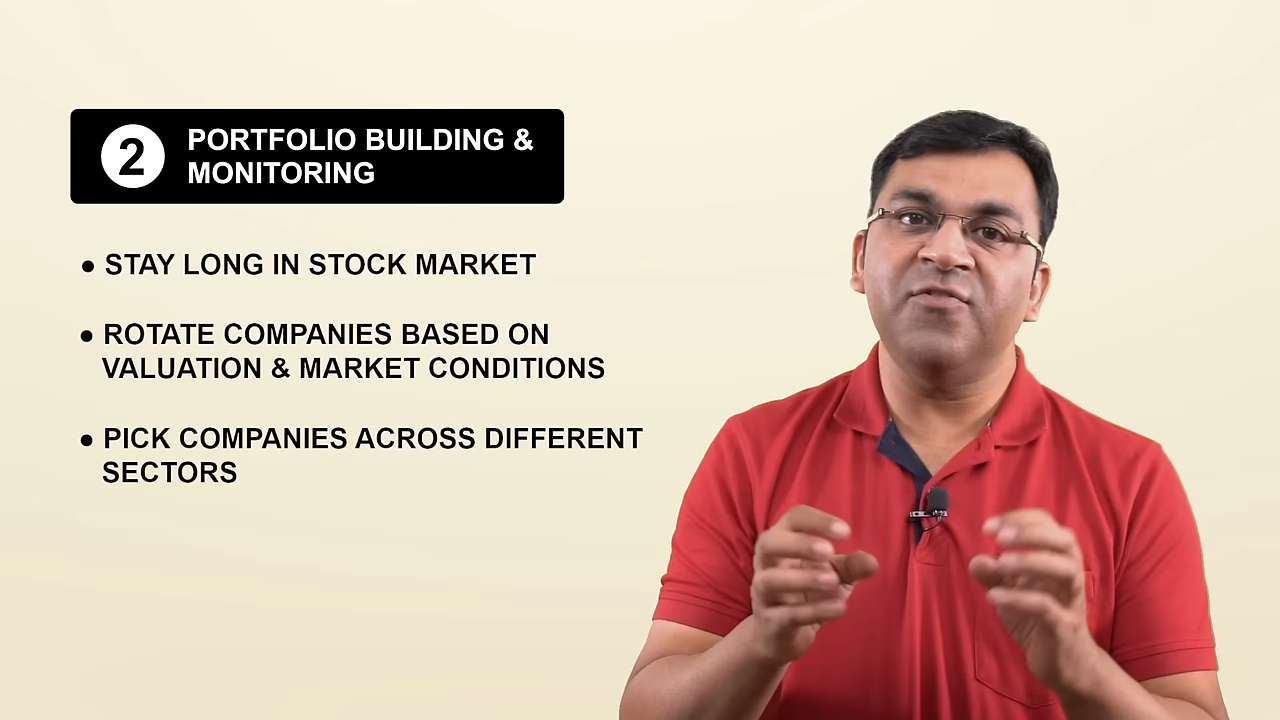 2
PORTFOLIO BUILDING &
MONITORING
● STAY LONG IN STOCK MARKET
● ROTATE COMPANIES BASED ON
VALUATION & MARKET CONDITIONS
● PICK COMPANIES ACROSS DIFFERENT
SECTORS